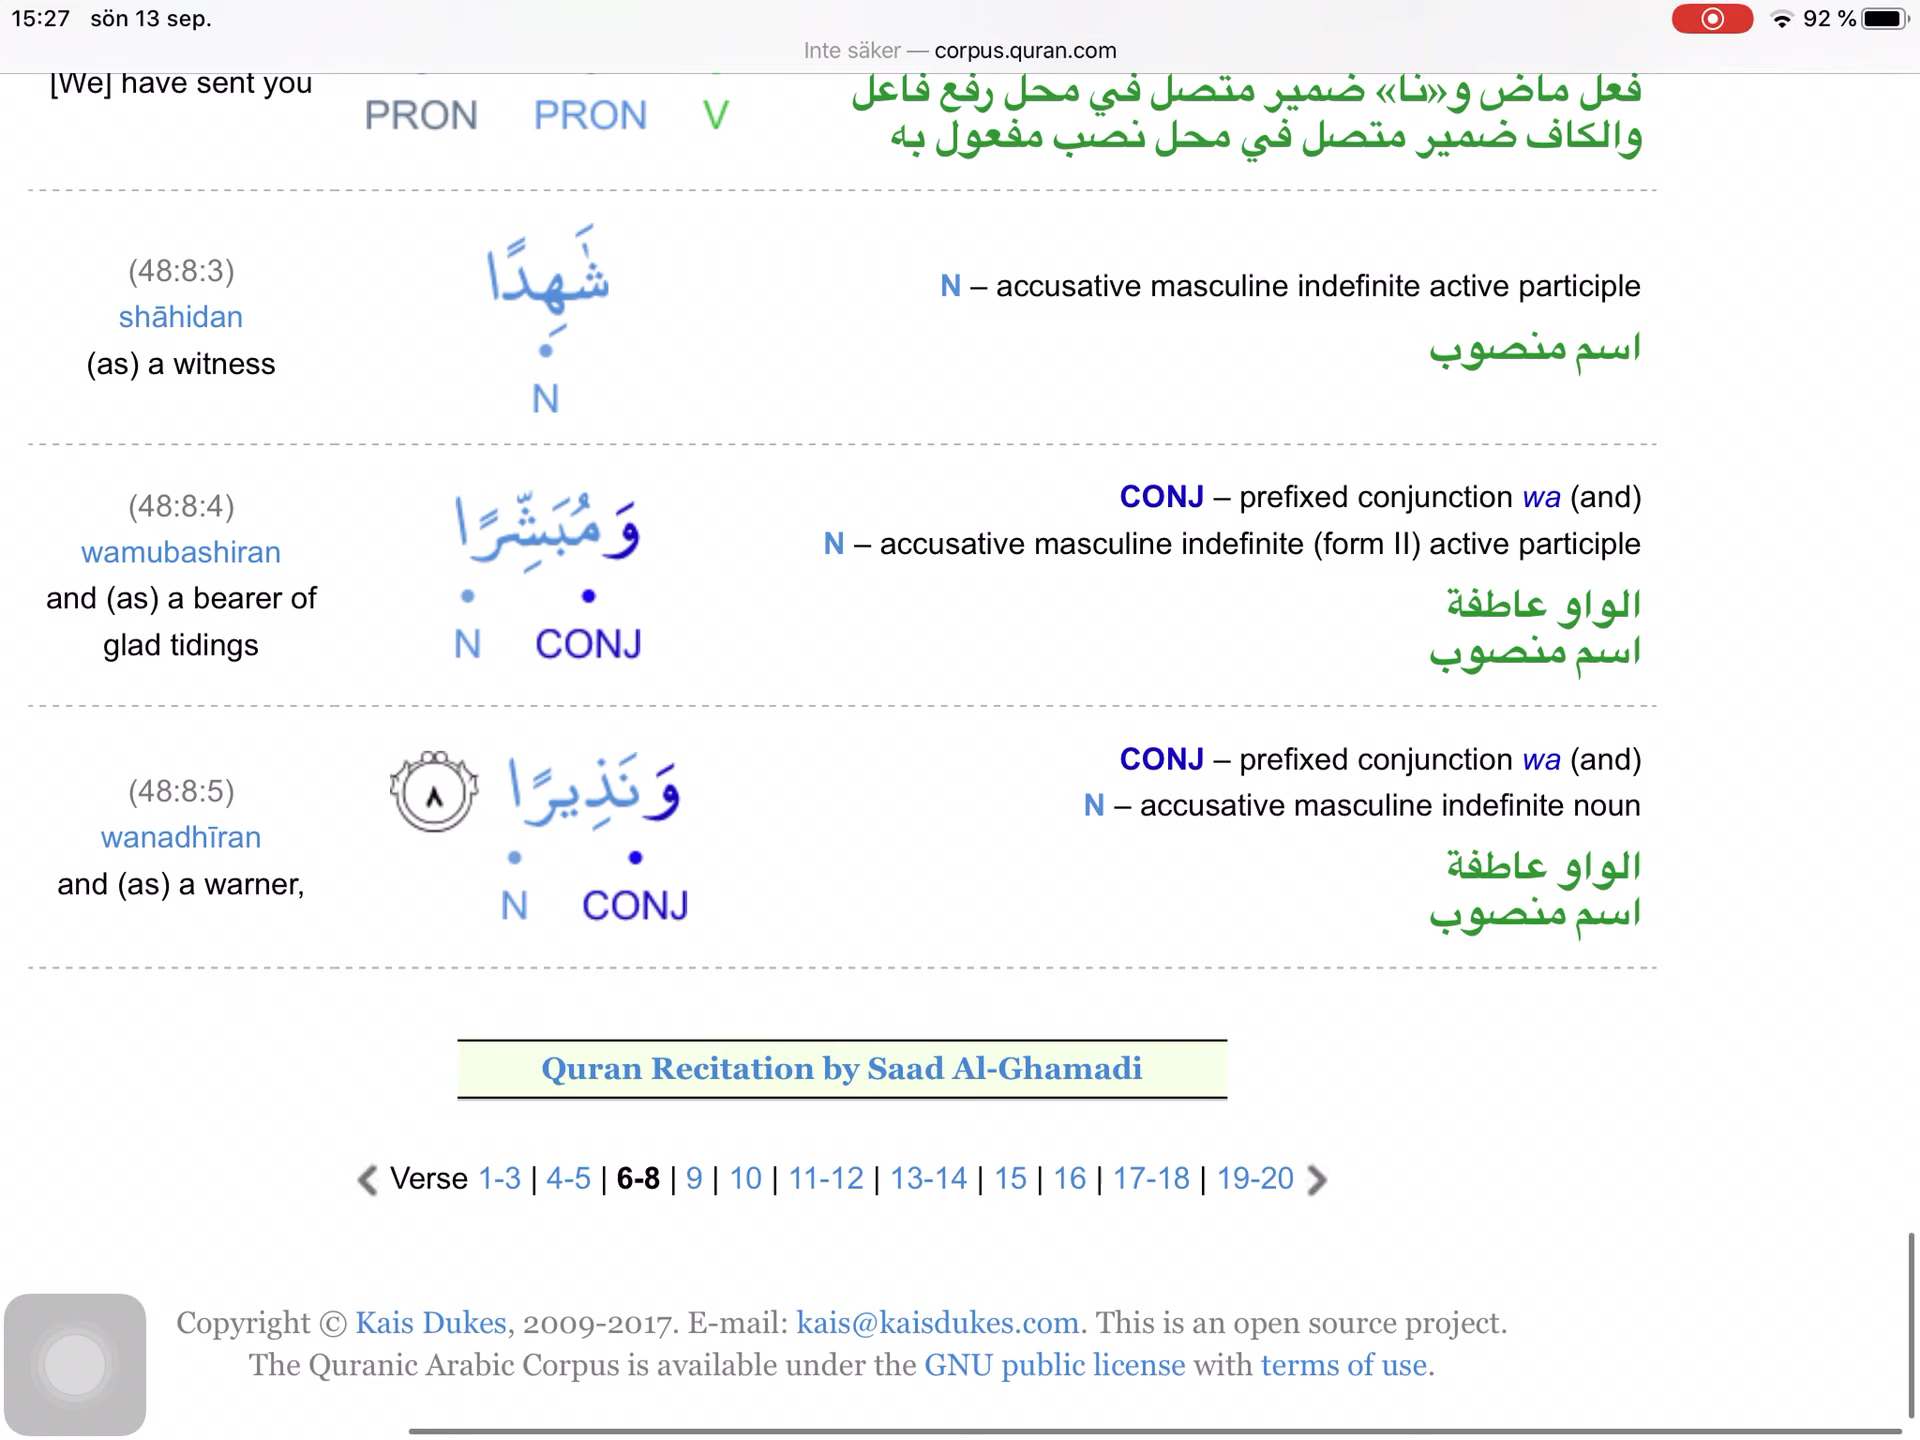 15:27 sön 13 sep. 92 %
Inte säker — corpus.quran.com
[We] have sent you
PRON PRON V
فعل ماض و«نا» ضمير متصل في محل رفع فاعل
والكاف ضمير متصل في محل نصب مفعول به
(48:8:3)
shāhidan
(as) a witness
شَٰهِدًا
N
N – accusative masculine indefinite active participle
اسم منصوب
(48:8:4)
wamubashiran
and (as) a bearer of
glad tidings
وَمُبَشِّرًا
N CONJ
CONJ – prefixed conjunction wa (and)
N – accusative masculine indefinite (form II) active participle
الواو عاطفة
اسم منصوب
(48:8:5)
wanadhīran
and (as) a warner,
وَنَذِيرًا ٨
N CONJ
CONJ – prefixed conjunction wa (and)
N – accusative masculine indefinite noun
الواو عاطفة
اسم منصوب
Quran Recitation by Saad Al-Ghamadi
Verse 1-3 | 4-5 | 6-8 | 9 | 10 | 11-12 | 13-14 | 15 | 16 | 17-18 | 19-20
Copyright © Kais Dukes, 2009-2017. E-mail: kais@kaisdukes.com. This is an open source project.
The Quranic Arabic Corpus is available under the GNU public license with terms of use.